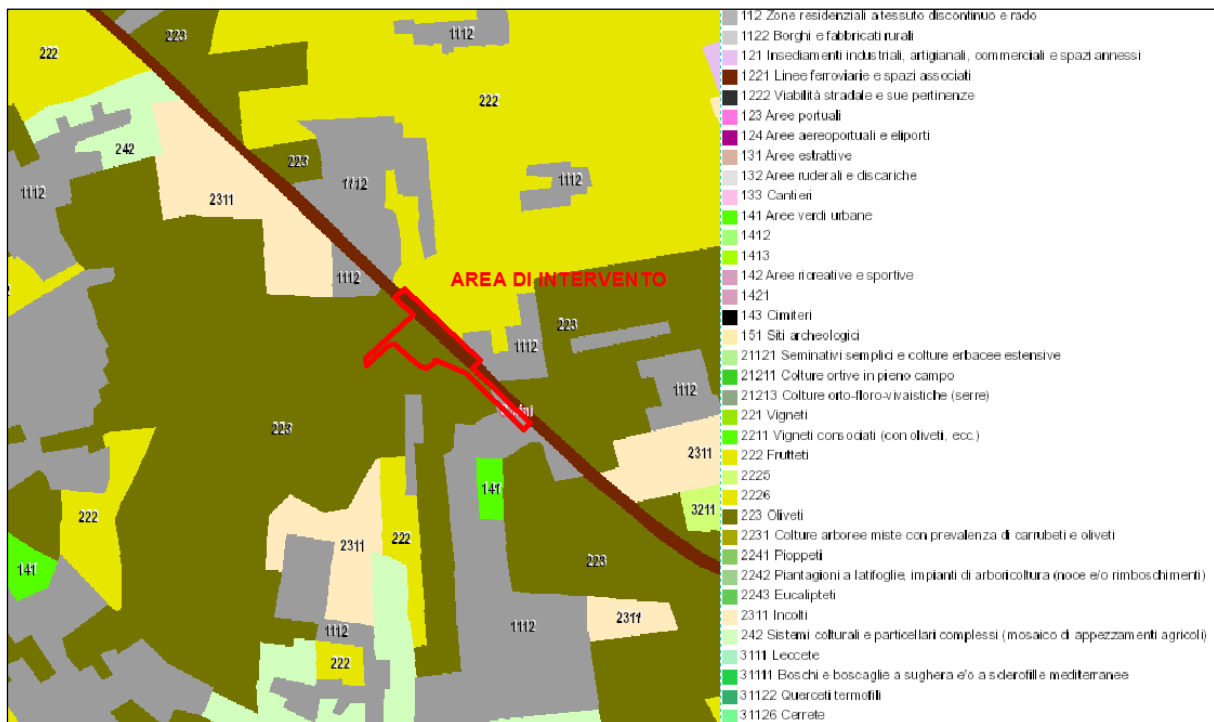 223
222
1112
222
242
223
1112
1112
1112
2311
1112
AREA DI INTERVENTO
223
1112
1112
223
2311
141
3211
222
2311
222
141
223
2311
1112
1112
222
112 Zone residenziali a tessuto discontinuo e rado
1122 Borghi e fabbricati rurali
121 Insediamenti industriali, artigianali, commerciali e spazi annessi
1221 Linee ferroviarie e spazi associati
1222 Viabilità stradale e sue pertinenze
123 Aree portuali
124 Aree aereoportuali e eliporti
131 Aree estrattive
132 Aree ruderali e discariche
133 Cantieri
141 Aree verdi urbane
1412
1413
142 Aree ricreative e sportive
1421
143 Cimiteri
151 Siti archeologici
21121 Seminativi semplici e colture erbacee estensive
21211 Colture ortive in pieno campo
21213 Colture orto-floro-vivaistiche (serre)
221 Vigneti
2211 Vigneti consociati (con oliveti, ecc.)
222 Frutteti
2225
2226
223 Oliveti
2231 Colture arboree miste con prevalenza di carrubeti e oliveti
2241 Pioppeti
2242 Piantagioni a latifoglie, impianti di arboricoltura (noce e/o rimboschimenti)
2243 Eucalipteti
2311 Incolti
242 Sistemi colturali e particellari complessi (mosaico di appezzamenti agricoli)
3111 Leccete
31111 Boschi e boscaglie a sughera e/o a sclerofille mediterranee
31122 Querceti termofili
31126 Cerrete